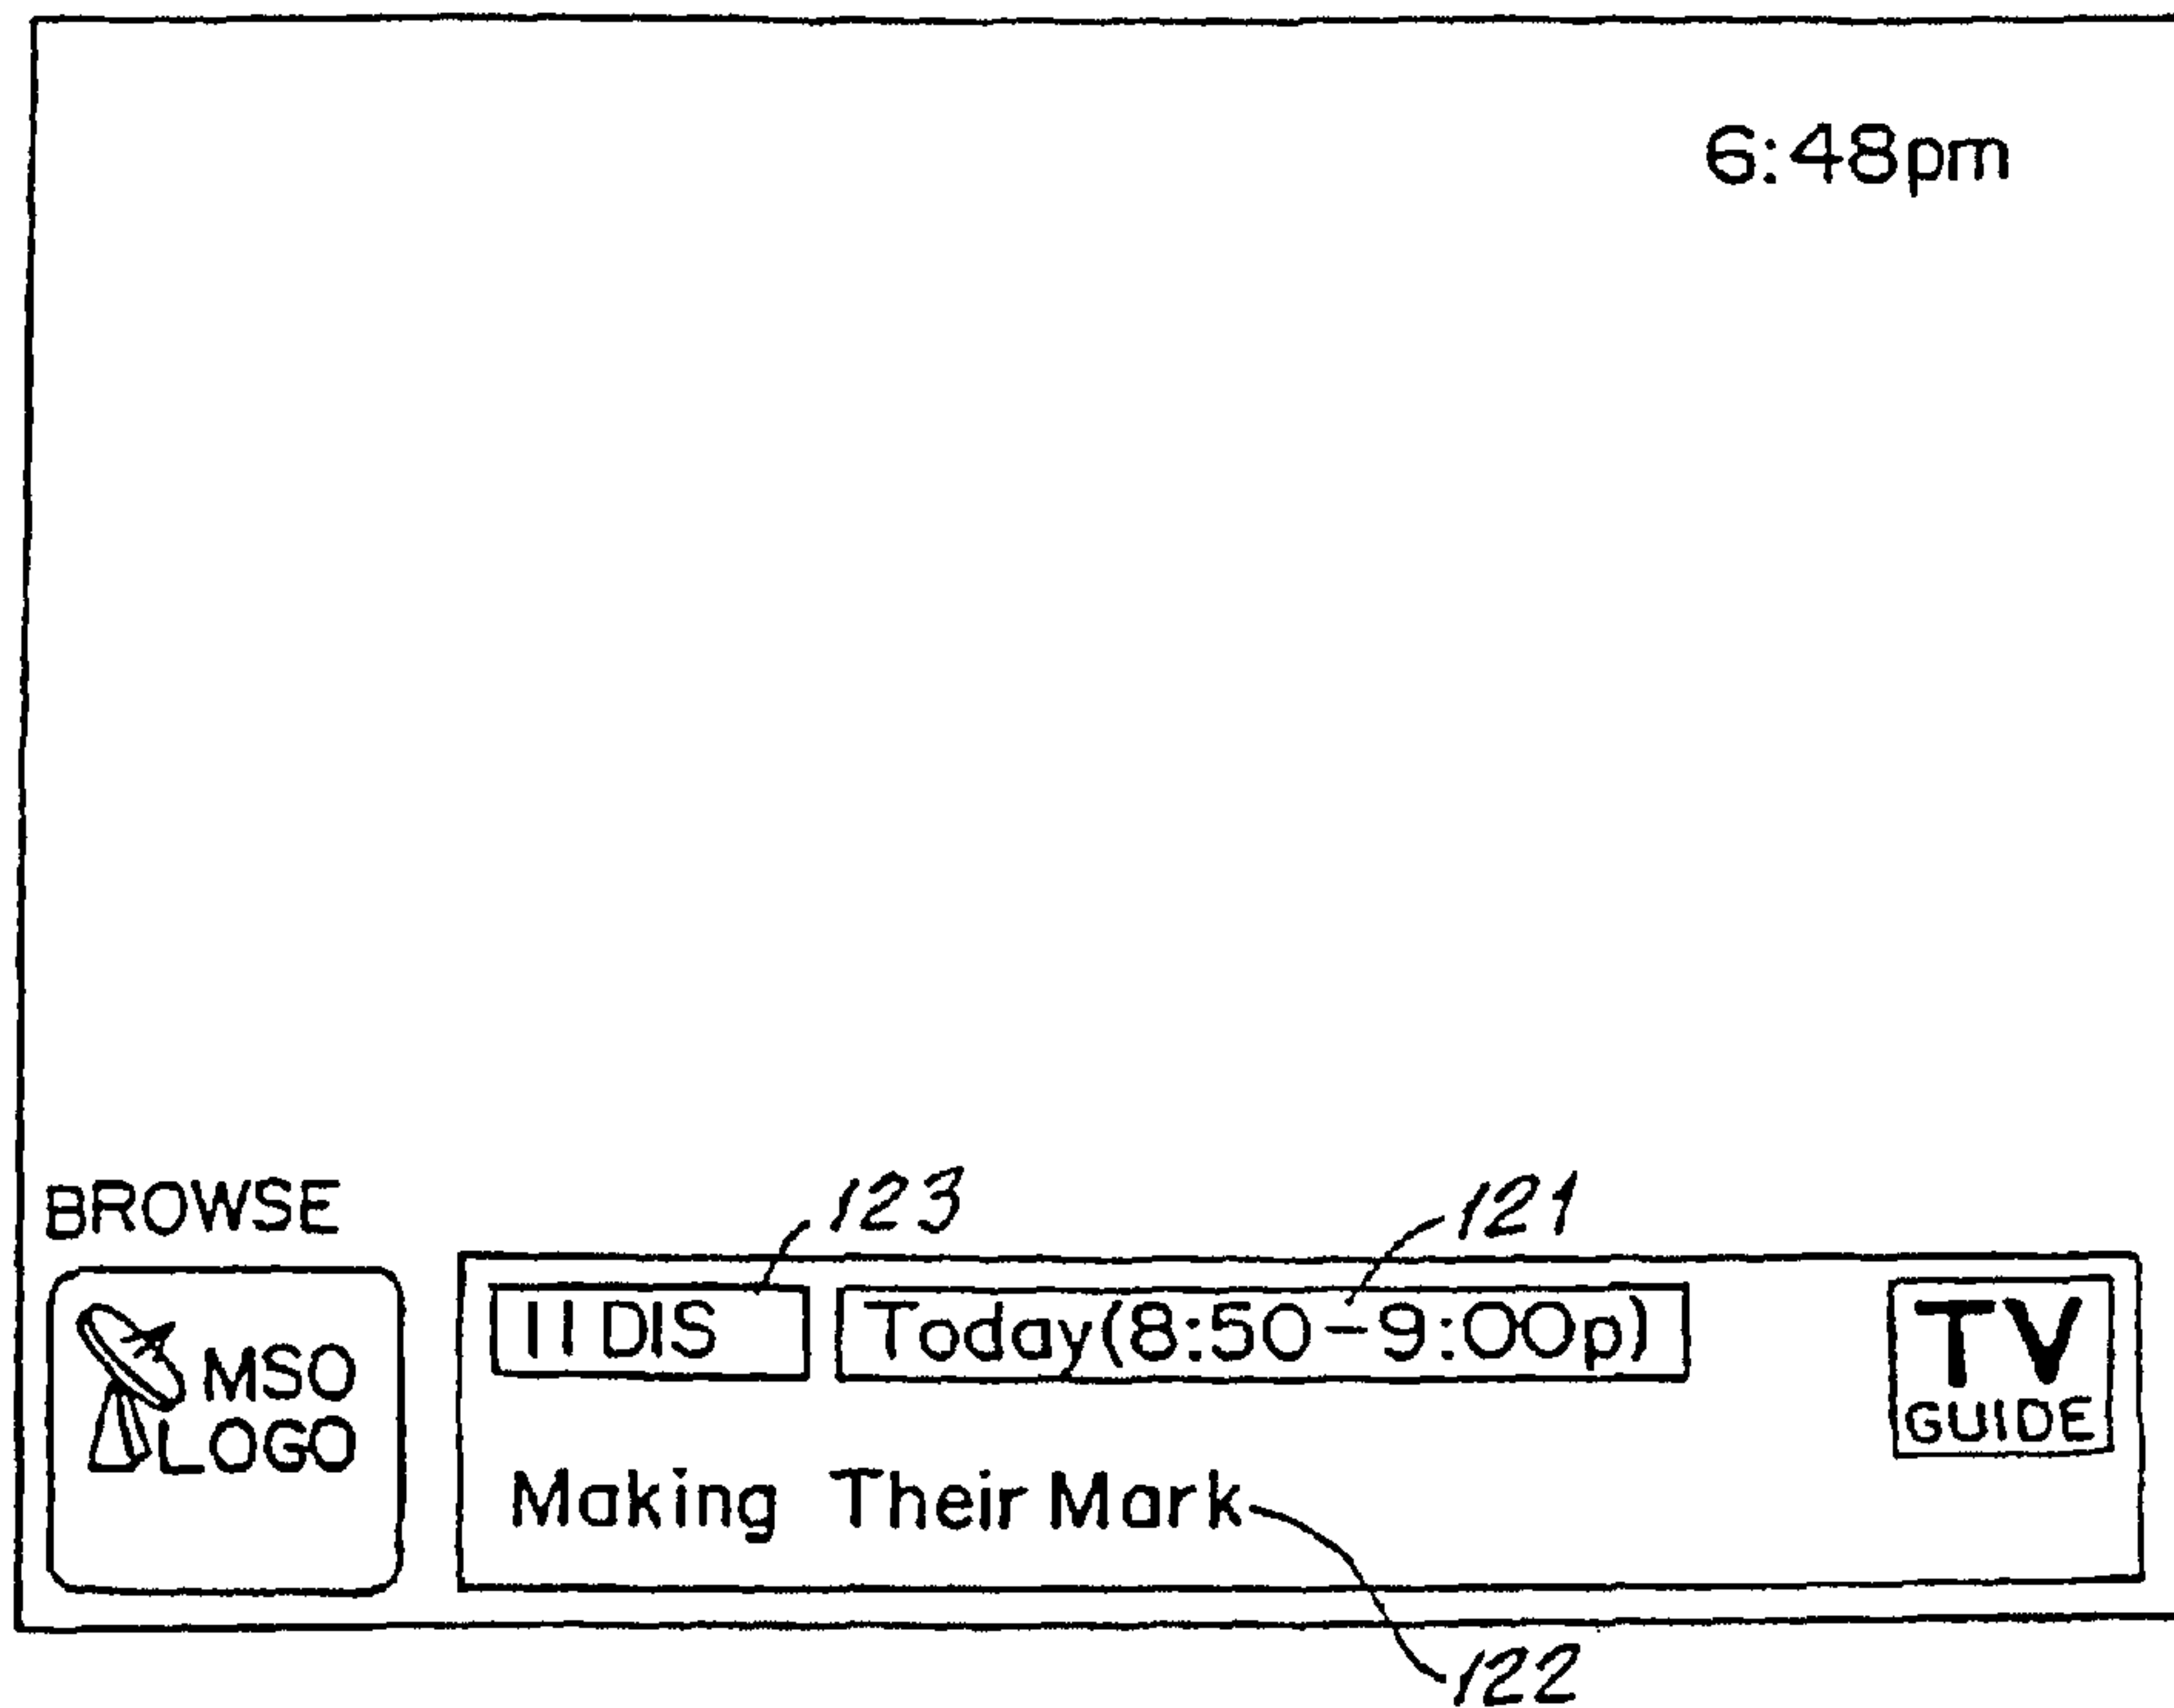 6:48pm
BROWSE
123
121
11 DIS
Today(8:50-9:00p)
TV
GUIDE
MSO
LOGO
Making Their Mark
122